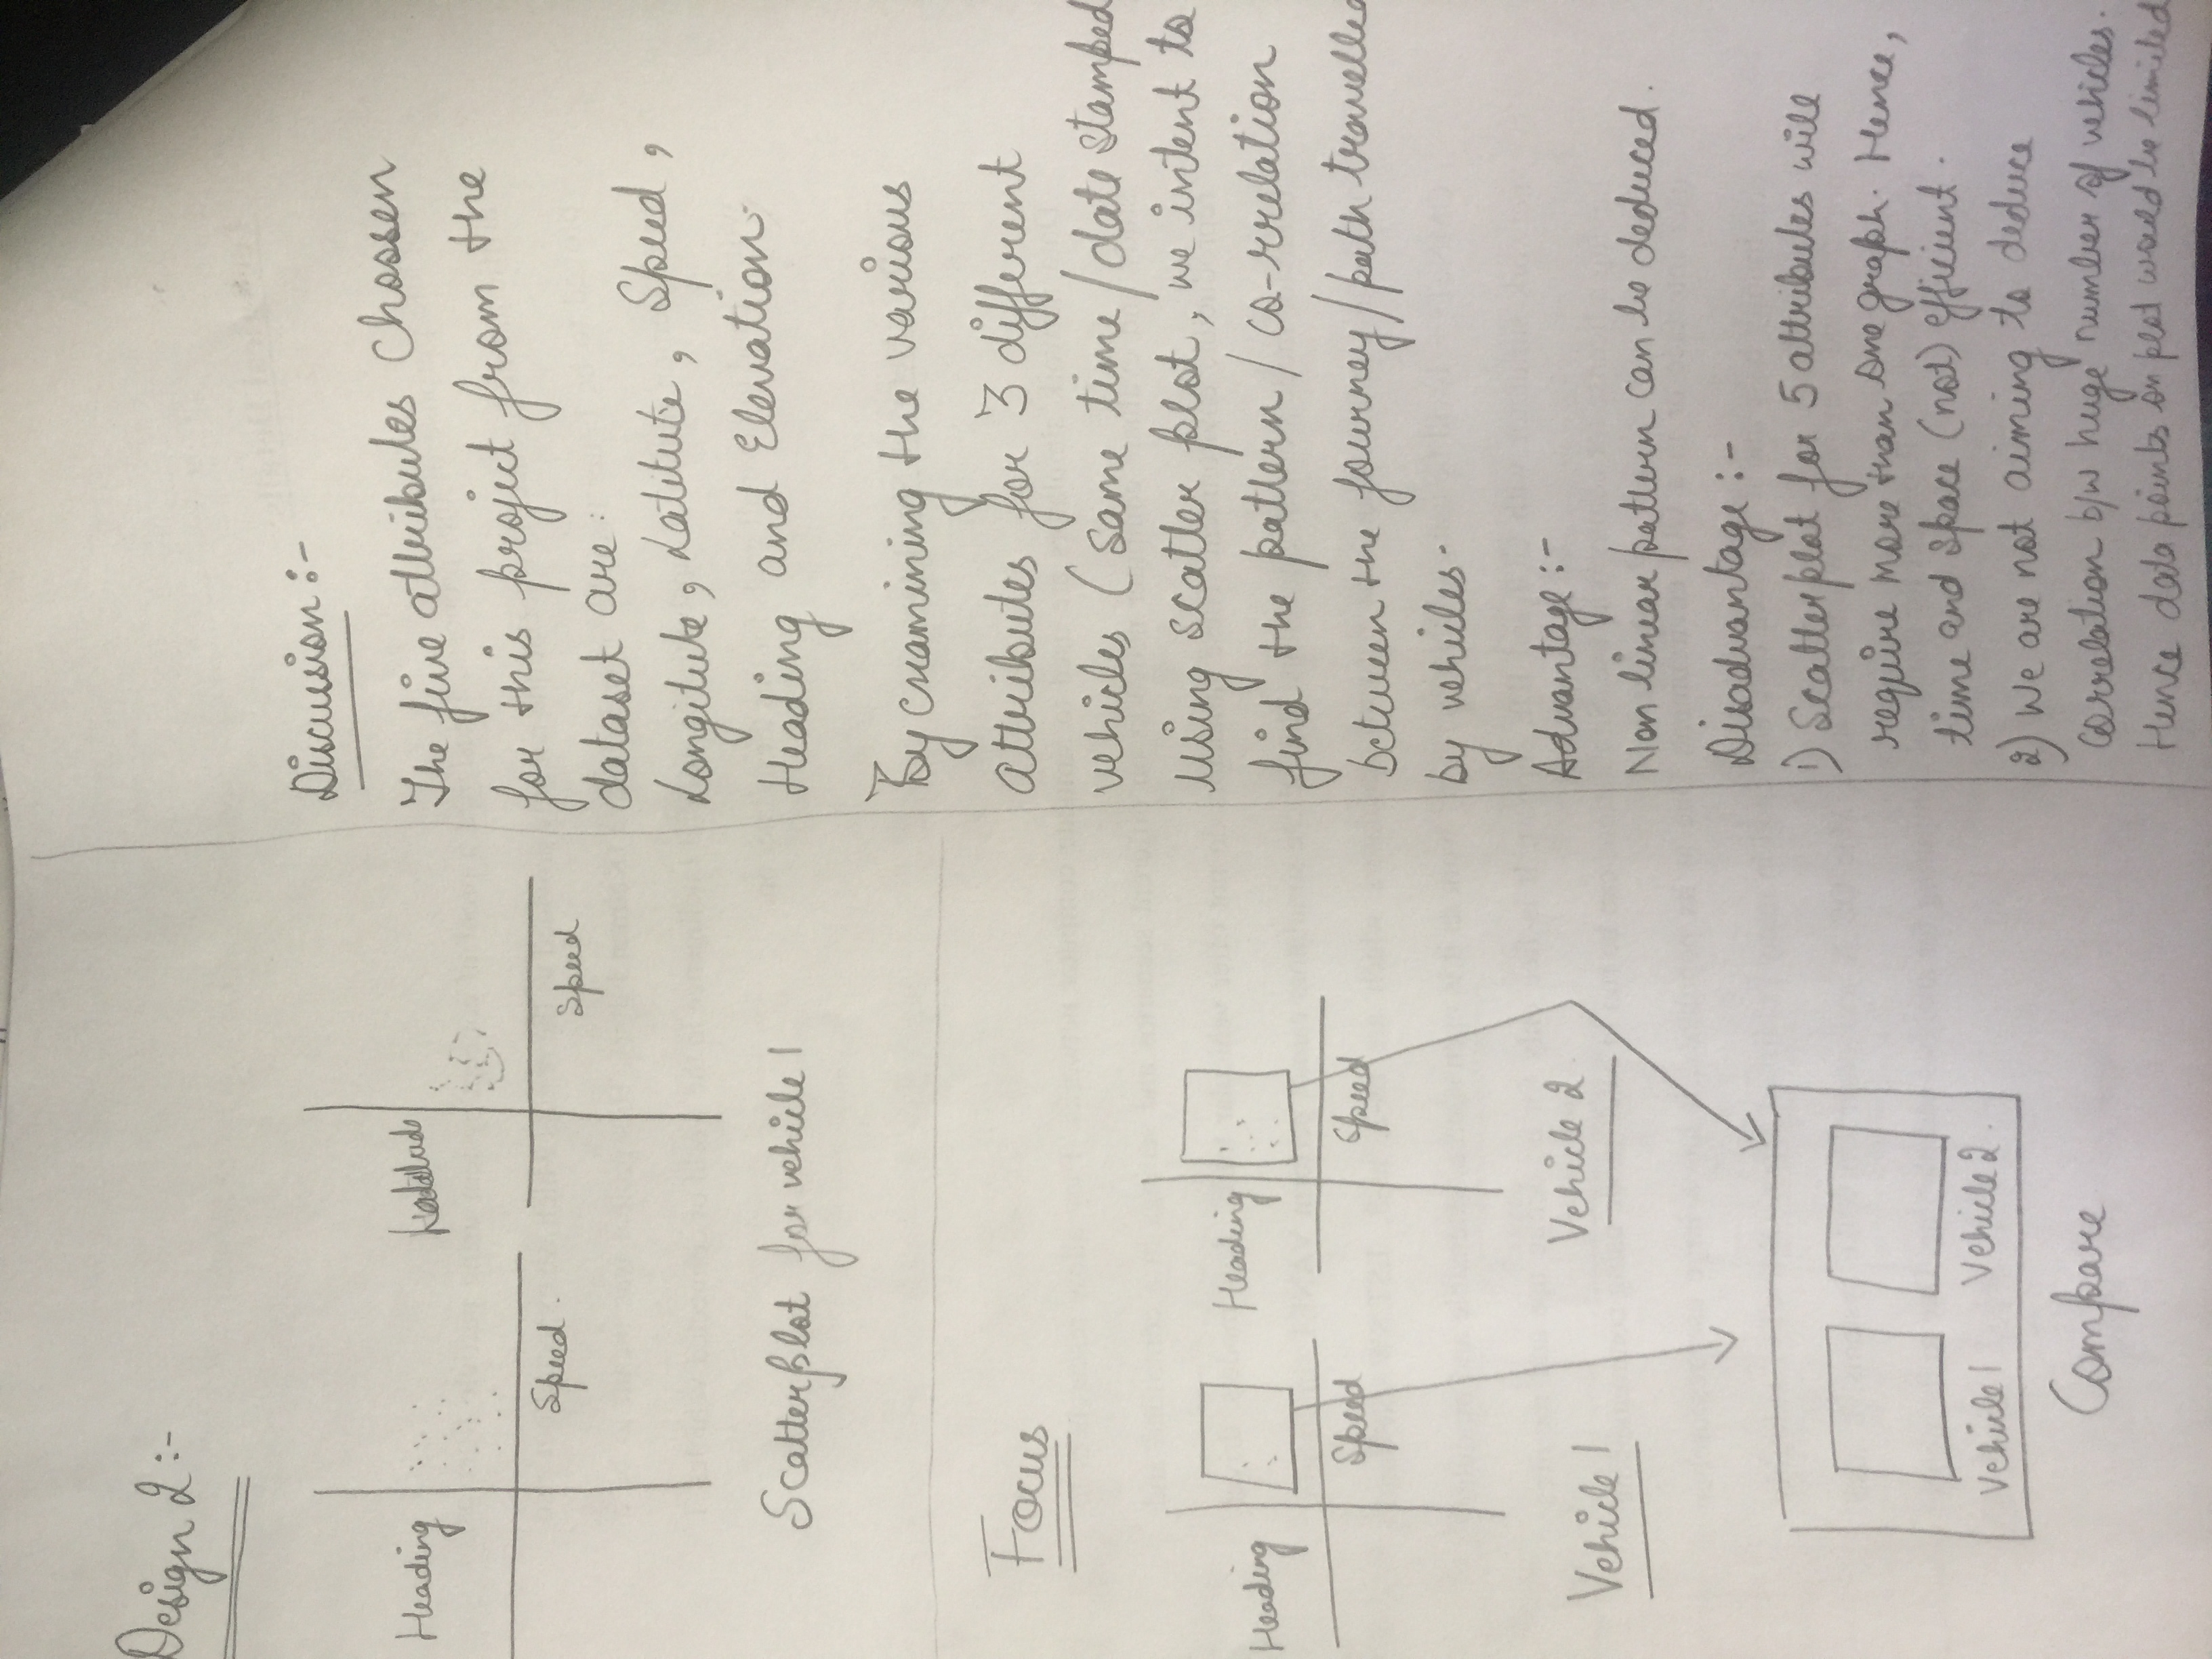 Design 2:-
Heading
Speed.
Latitude
Speed
Scatterplot for vehicle 1
Focus
Heading
Speed
Heading
Speed
Vehicle 1
Vehicle 2
Vehicle 1
Vehicle 2.
Compare
Discussion:-
The five attributes Choosen
for this project from the
dataset are:
Longitute, Latitute, Speed,
Heading and Elevation.
By examining the various
attributes for 3 different
vehicles (same time/date stamped
using scatter plot, we intent to
find the pattern / co-rrelation
between the journey/path travelled
by vehicles.
Advantage:-
Non linear pattern can be deduced.
Disadvantage:-
1) Scatterplot for 5 attributes will
require more than one graph. Hence,
time and space (not) efficient.
2) We are not aiming to deduce
correlation b/w huge number of vehicles.
Hence data points on plot would be limited